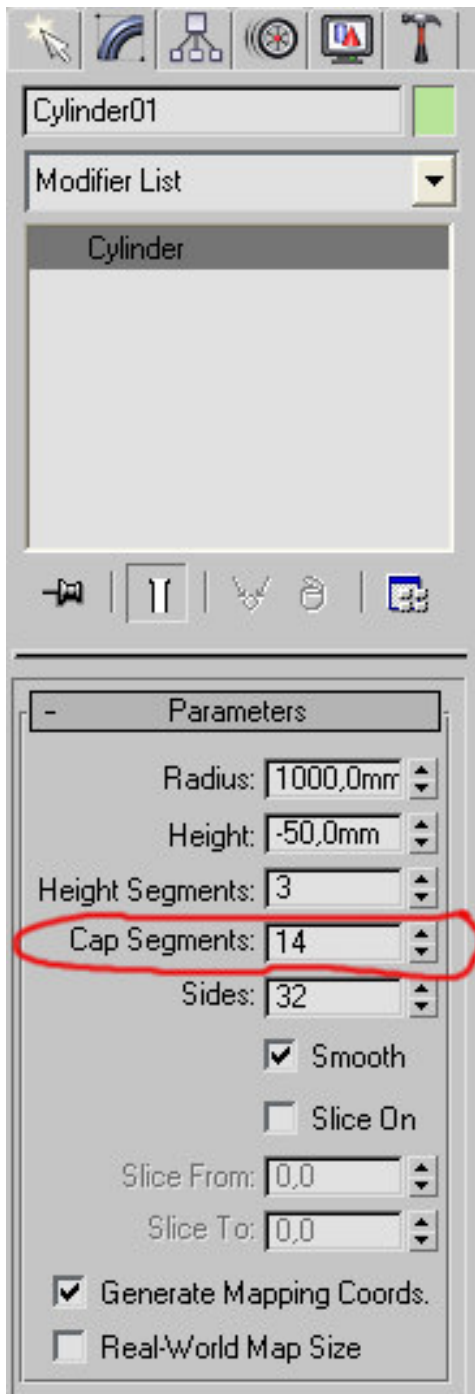 Cylinder01
Modifier List
Cylinder
- Parameters
Radius: 1000,0mm
Height: -50,0mm
Height Segments: 3
Cap Segments: 14
Sides: 32
Smooth
Slice On
Slice From: 0,0
Slice To: 0,0
Generate Mapping Coords.
Real-World Map Size